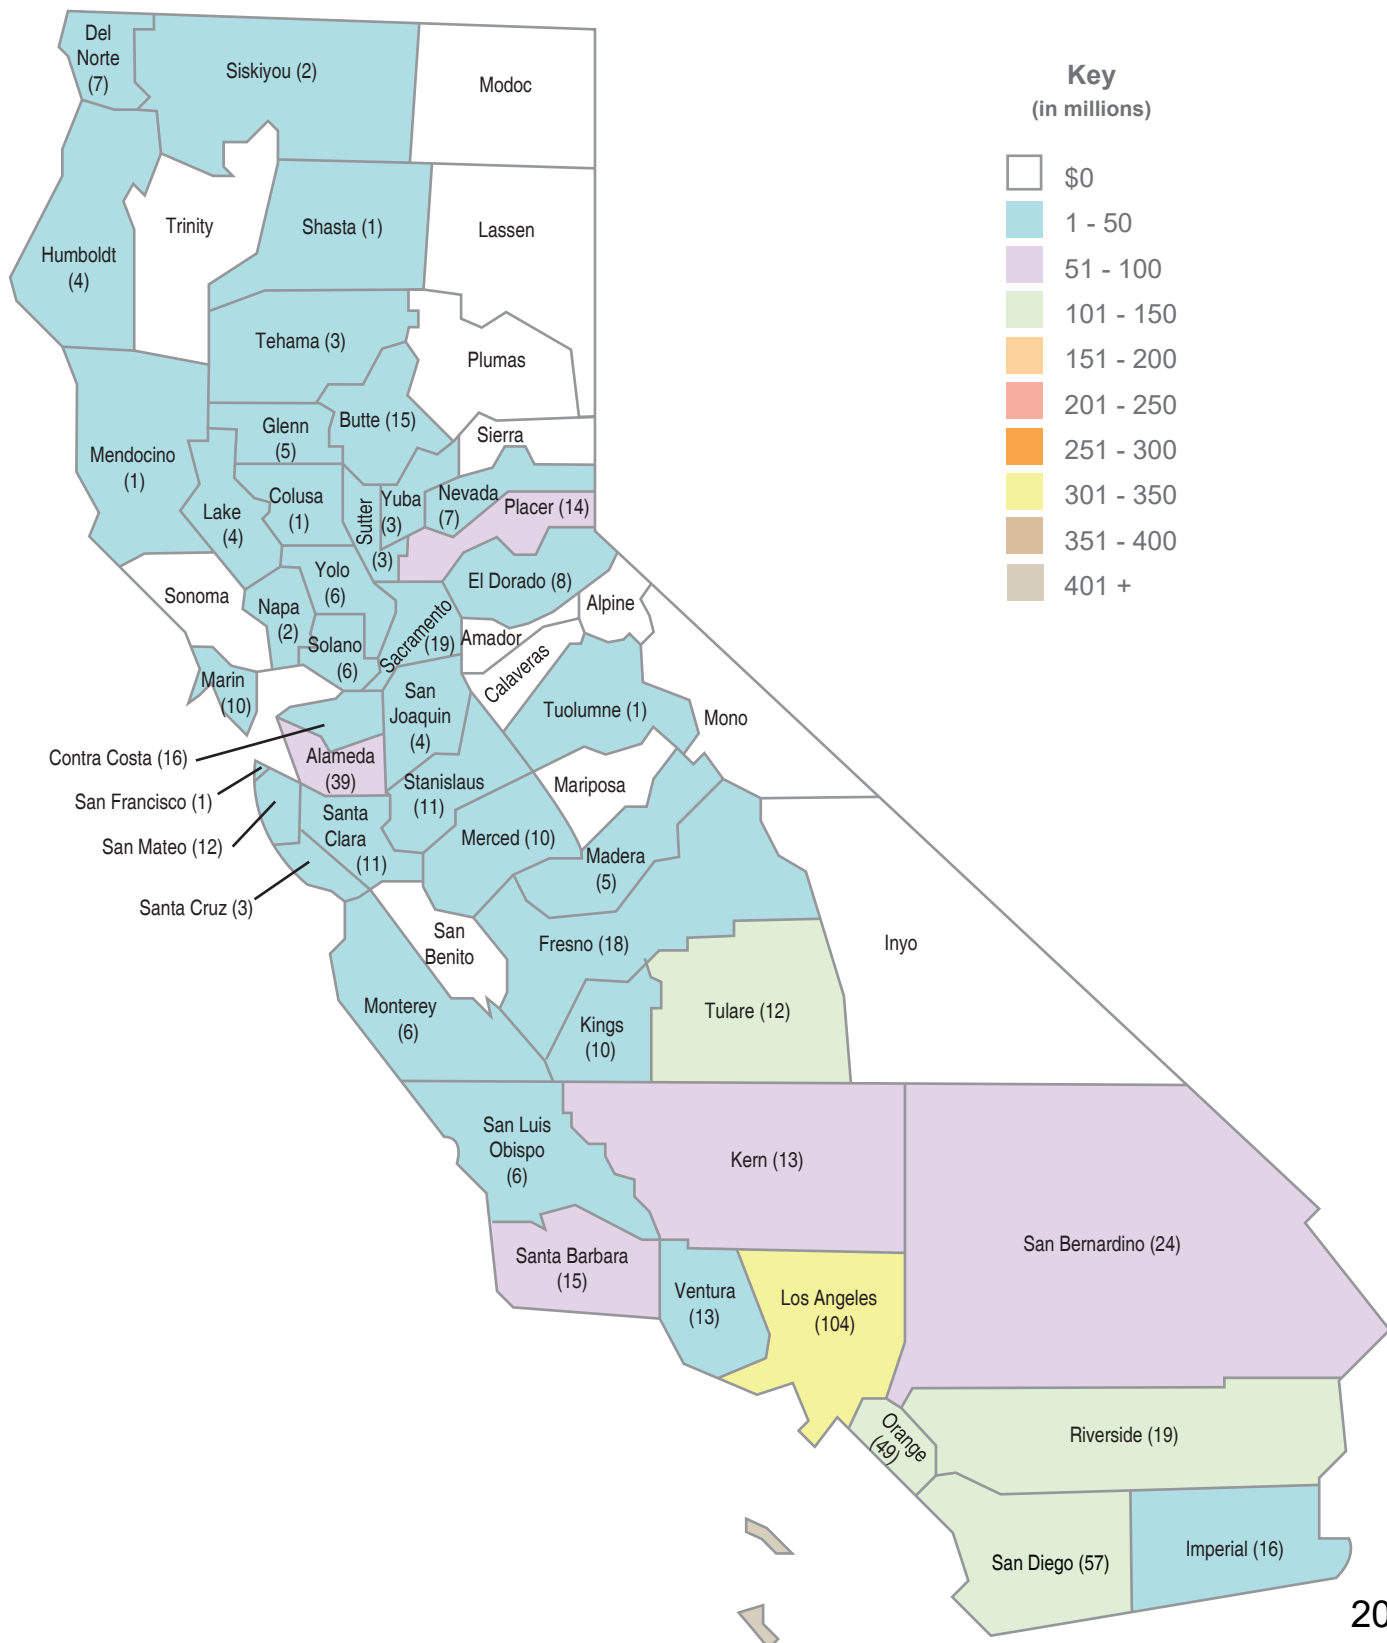 Del
Norte
(7)
Siskiyou (2)
Modoc
Key
(in millions)
$0
1 - 50
51 - 100
101 - 150
151 - 200
201 - 250
251 - 300
301 - 350
351 - 400
401 +
Humboldt
(4)
Trinity
Shasta (1)
Lassen
Tehama (3)
Plumas
Mendocino
(1)
Glenn
(5)
Butte (15)
Sierra
Lake
(4)
Colusa
(1)
Sutter
(3)
Yuba
(3)
Nevada
(7)
Placer (14)
Sonoma
Napa
(2)
Yolo
(6)
Solano
(6)
Sacramento
(19)
El Dorado (8)
Amador
Alpine
Calaveras
Marin
(10)
San
Joaquin
(4)
Tuolumne (1)
Mono
Contra Costa (16)
Alameda
(39)
San Francisco (1)
Stanislaus
(11)
Mariposa
San Mateo (12)
Santa
Clara
(11)
Merced (10)
Madera
(5)
Santa Cruz (3)
San
Benito
Fresno (18)
Inyo
Monterey
(6)
Kings
(10)
Tulare (12)
San Luis
Obispo
(6)
Kern (13)
San Bernardino (24)
Santa Barbara
(15)
Ventura
(13)
Los Angeles
(104)
Orange
(49)
Riverside (19)
San Diego (57)
Imperial (16)
20